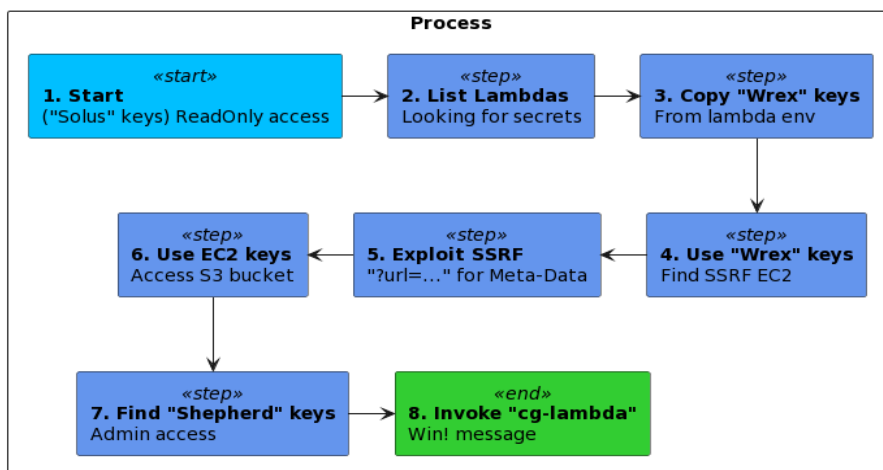 Process
«start»
1. Start
("Solus" keys) ReadOnly access
«step»
2. List Lambdas
Looking for secrets
«step»
3. Copy "Wrex" keys
From lambda env
«step»
4. Use "Wrex" keys
Find SSRF EC2
«step»
5. Exploit SSRF
"?url=..." for Meta-Data
«step»
6. Use EC2 keys
Access S3 bucket
«step»
7. Find "Shepherd" keys
Admin access
«end»
8. Invoke "cg-lambda"
Win! message